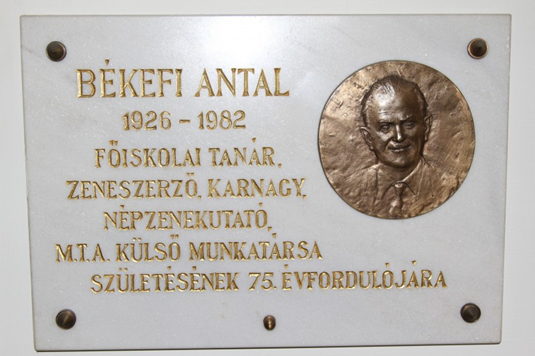 BÉKEFI ANTAL
1926 – 1982
FŐISKOLAI TANÁR,
ZENESZERZŐ, KARNAGY,
NÉPZENEKUTATÓ,
M.T.A. KÜLSŐ MUNKATÁRSA
SZÜLETÉSÉNEK 75. ÉVFORDULÓJÁRA